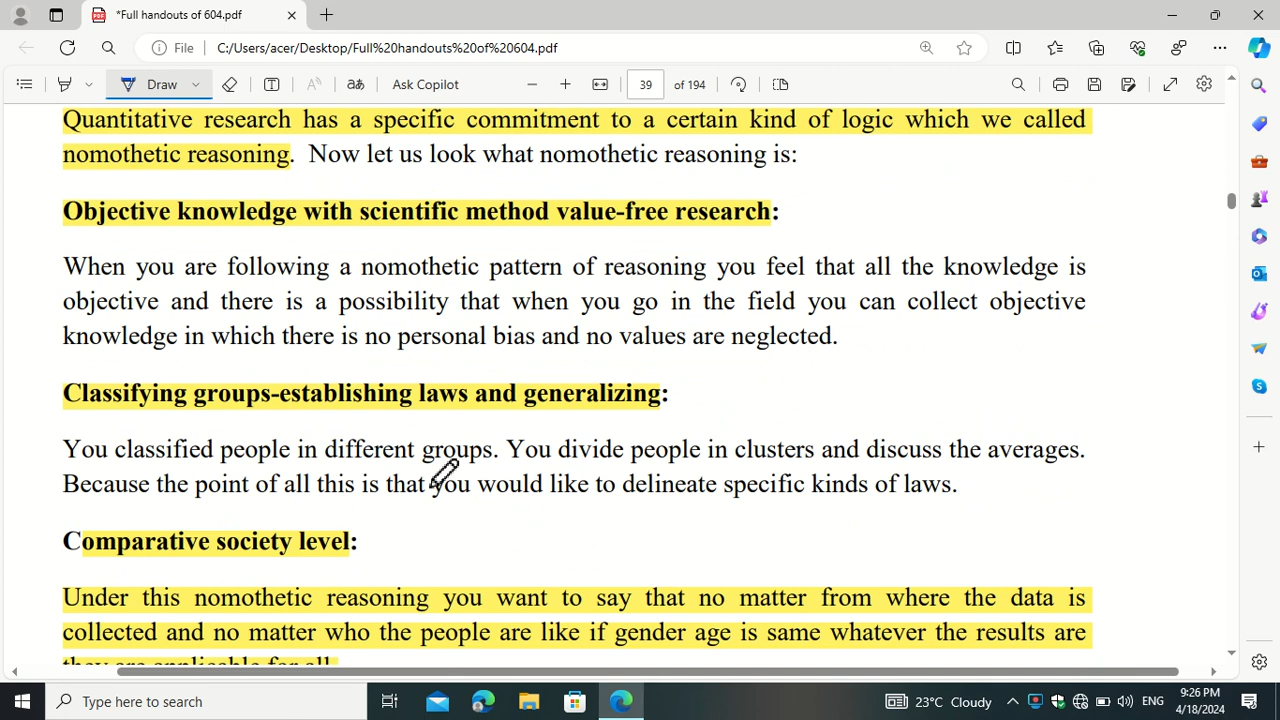 *Full handouts of 604.pdf
File C:/Users/acer/Desktop/Full%20handouts%20of%20604.pdf
Draw Ask Copilot 39 of 194
Quantitative research has a specific commitment to a certain kind of logic which we called
nomothetic reasoning. Now let us look what nomothetic reasoning is:
Objective knowledge with scientific method value-free research:
When you are following a nomothetic pattern of reasoning you feel that all the knowledge is
objective and there is a possibility that when you go in the field you can collect objective
knowledge in which there is no personal bias and no values are neglected.
Classifying groups-establishing laws and generalizing:
You classified people in different groups. You divide people in clusters and discuss the averages.
Because the point of all this is that you would like to delineate specific kinds of laws.
Comparative society level:
Under this nomothetic reasoning you want to say that no matter from where the data is
collected and no matter who the people are like if gender age is same whatever the results are
they are applicable for all.
Type here to search
23°C Cloudy
ENG
9:26 PM
4/18/2024